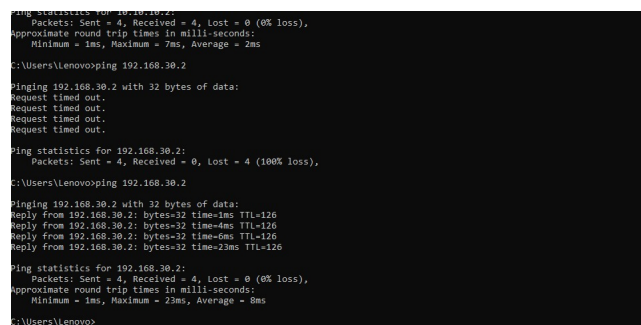 Ping statistics for 10.10.10.2:
Packets: Sent = 4, Received = 4, Lost = 0 (0% loss),
Approximate round trip times in milli-seconds:
Minimum = 1ms, Maximum = 7ms, Average = 2ms
C:\Users\Lenovo>ping 192.168.30.2
Pinging 192.168.30.2 with 32 bytes of data:
Request timed out.
Request timed out.
Request timed out.
Request timed out.
Ping statistics for 192.168.30.2:
Packets: Sent = 4, Received = 0, Lost = 4 (100% loss),
C:\Users\Lenovo>ping 192.168.30.2
Pinging 192.168.30.2 with 32 bytes of data:
Reply from 192.168.30.2: bytes=32 time=1ms TTL=126
Reply from 192.168.30.2: bytes=32 time=4ms TTL=126
Reply from 192.168.30.2: bytes=32 time=6ms TTL=126
Reply from 192.168.30.2: bytes=32 time=23ms TTL=126
Ping statistics for 192.168.30.2:
Packets: Sent = 4, Received = 4, Lost = 0 (0% loss),
Approximate round trip times in milli-seconds:
Minimum = 1ms, Maximum = 23ms, Average = 8ms
C:\Users\Lenovo>